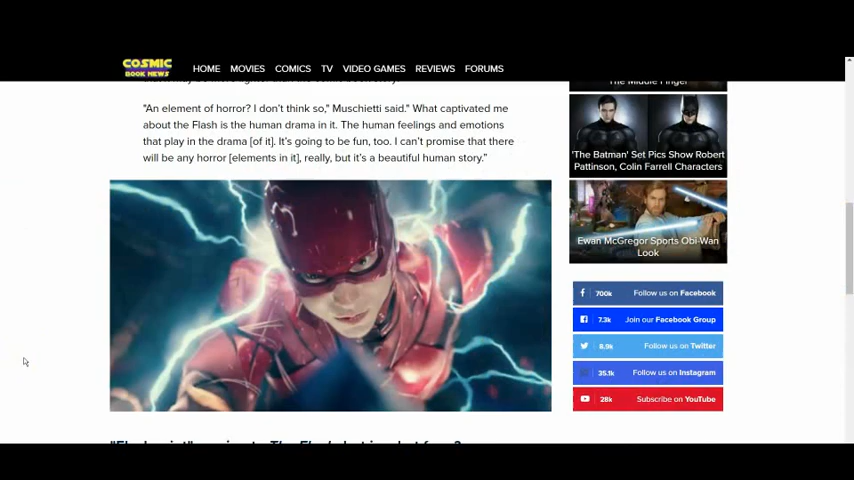 COSMIC
BOOK NEWS
HOME MOVIES COMICS TV VIDEO GAMES REVIEWS FORUMS
"An element of horror? I don't think so," Muschietti said." What captivated me
about the Flash is the human drama in it. The human feelings and emotions
that play in the drama [of it]. It's going to be fun, too. I can't promise that there
will be any horror [elements in it], really, but it's a beautiful human story."
The Middle Finger
'The Batman' Set Pics Show Robert
Pattinson, Colin Farrell Characters
Ewan McGregor Sports Obi-Wan
Look
700k Follow us on Facebook
7.3k Join our Facebook Group
8.9k Follow us on Twitter
35.1k Follow us on Instagram
28k Subscribe on YouTube